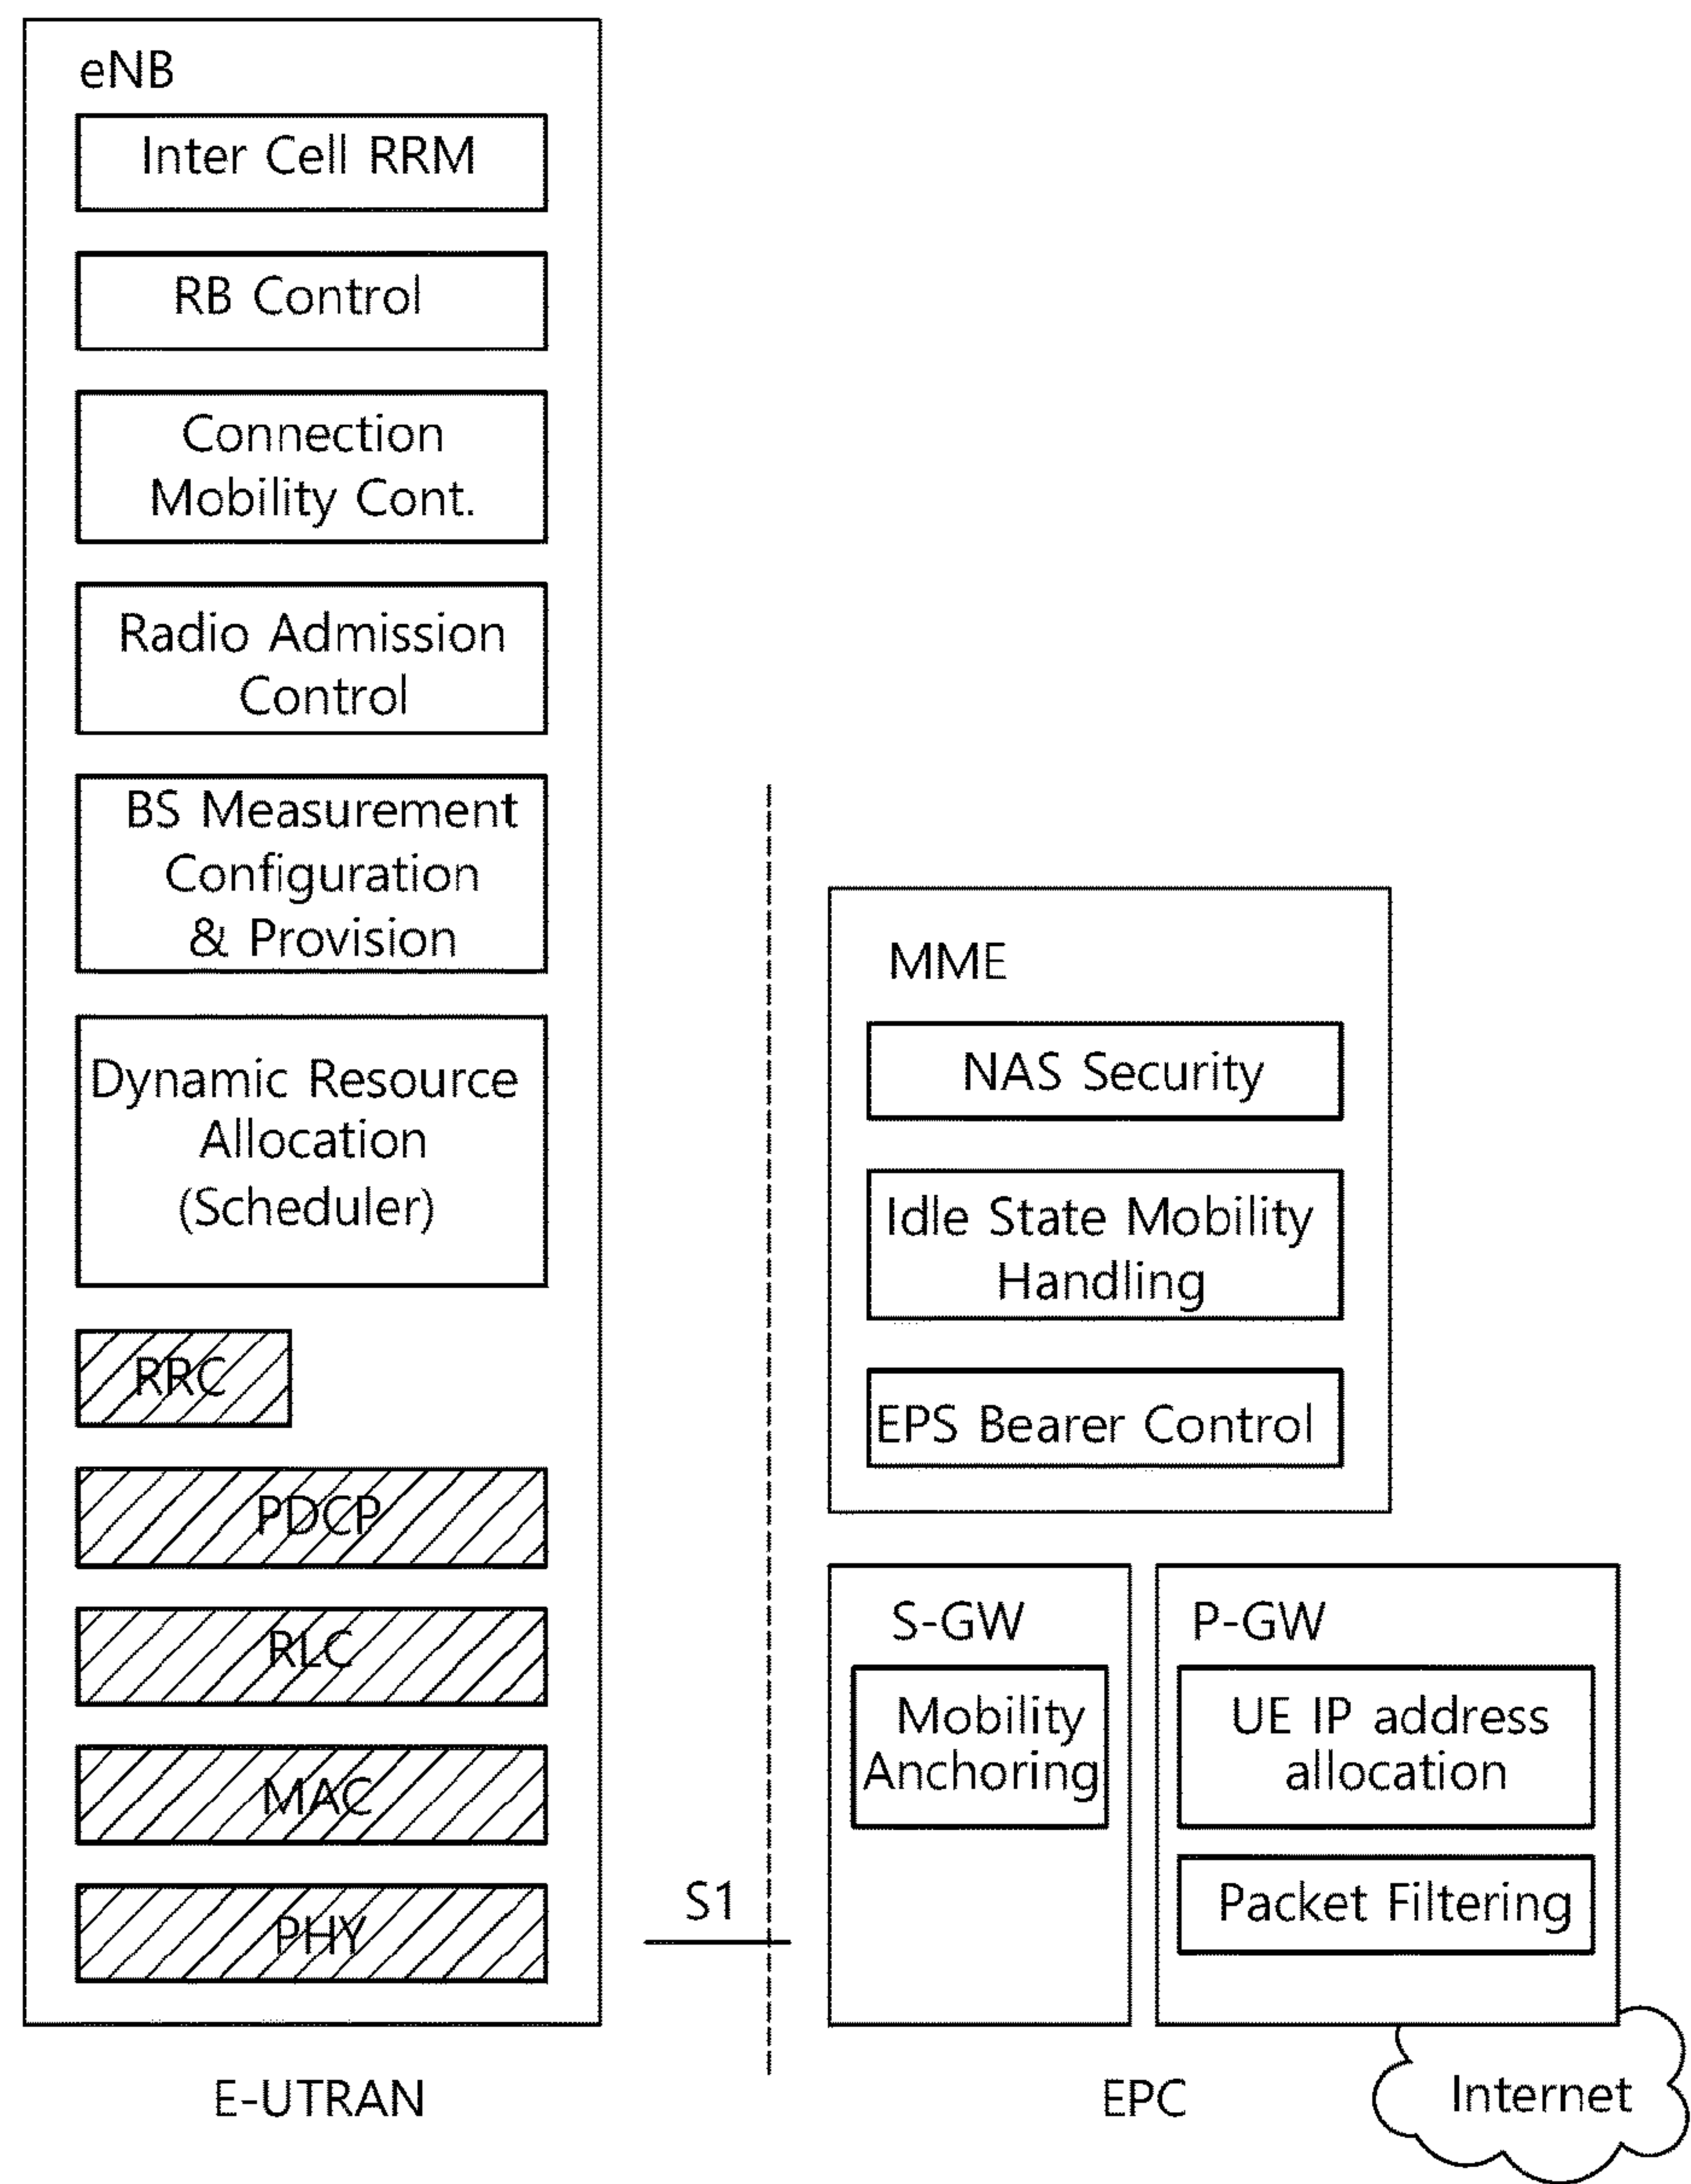 eNB
Inter Cell RRM
RB Control
Connection
Mobility Cont.
Radio Admission
Control
BS Measurement
Configuration
& Provision
Dynamic Resource
Allocation
(Scheduler)
RRC
PDCP
RLC
MAC
PHY
S1
E-UTRAN
MME
NAS Security
Idle State Mobility
Handling
EPS Bearer Control
S-GW
Mobility
Anchoring
P-GW
UE IP address
allocation
Packet Filtering
EPC
Internet